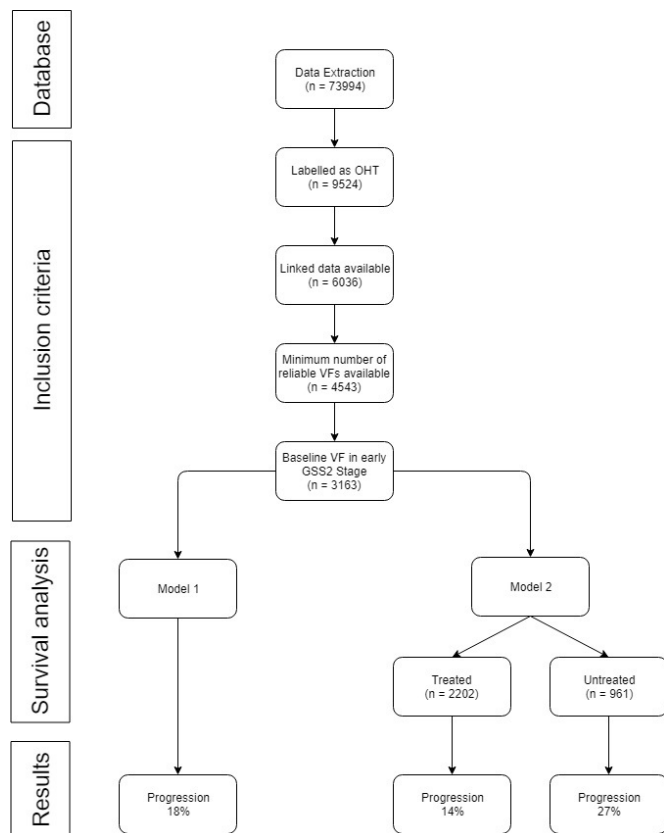 Database
Data Extraction
(n = 73994)
Inclusion criteria
Labelled as OHT
(n = 9524)
Linked data available
(n = 6036)
Minimum number of
reliable VFs available
(n = 4543)
Baseline VF in early
GSS2 Stage
(n = 3163)
Survival analysis
Model 1
Model 2
Treated
(n = 2202)
Untreated
(n = 961)
Results
Progression
18%
Progression
14%
Progression
27%